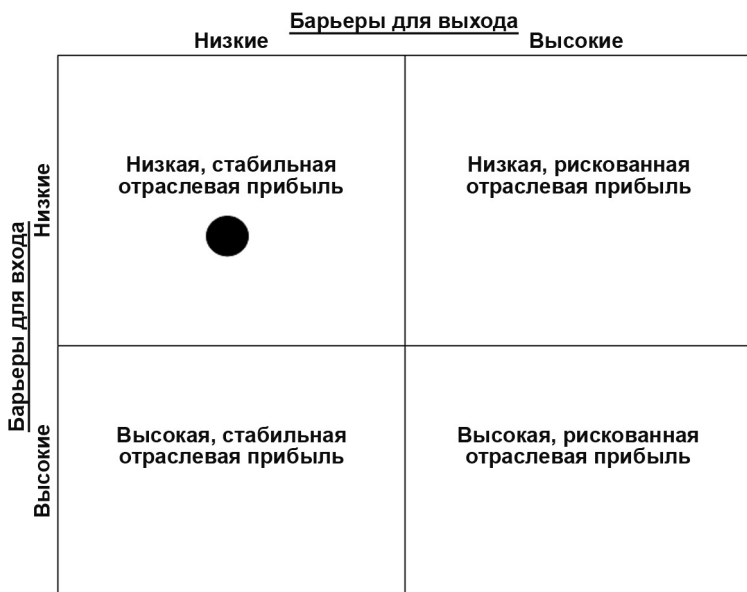 Барьеры для выхода
Низкие
Высокие
Барьеры для входа
Низкие
Низкая, стабильная
отраслевая прибыль
Низкая, рискованная
отраслевая прибыль
Высокие
Высокая, стабильная
отраслевая прибыль
Высокая, рискованная
отраслевая прибыль